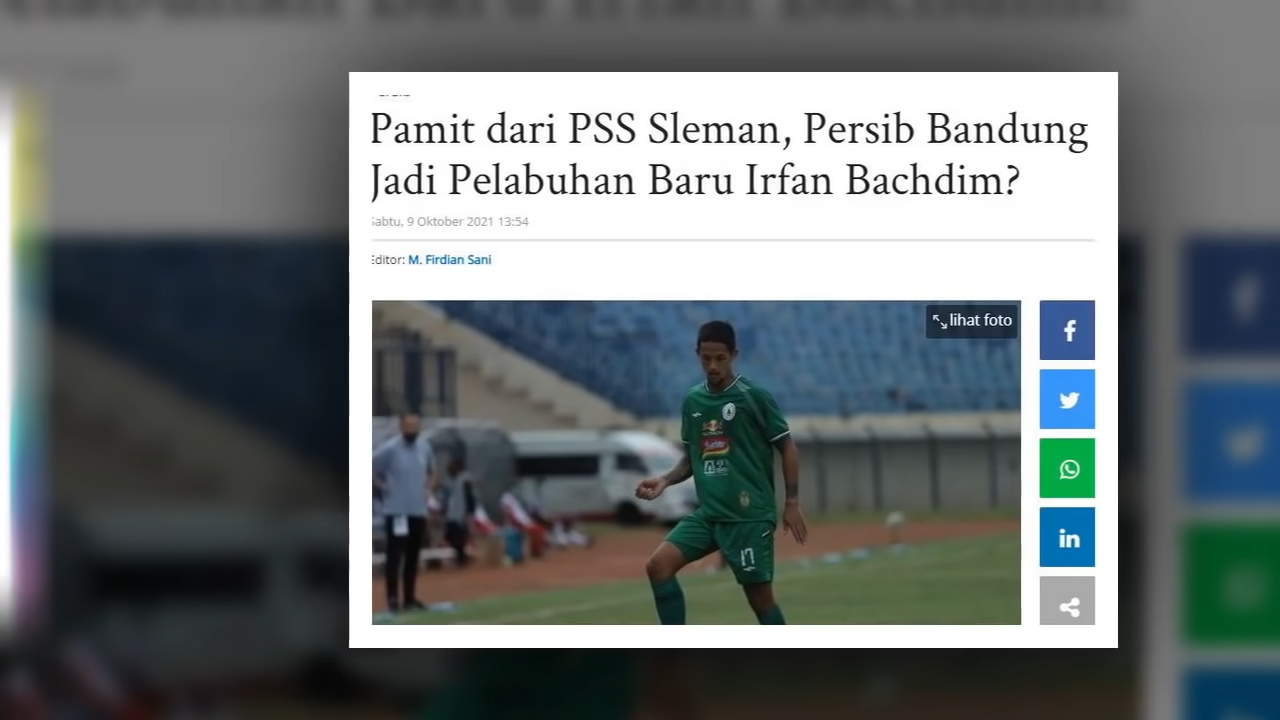 Pamit dari PSS Sleman, Persib Bandung
Jadi Pelabuhan Baru Irfan Bachdim?
Sabtu, 9 Oktober 2021 13:54
Editor: M. Firdian Sani
lihat foto
17